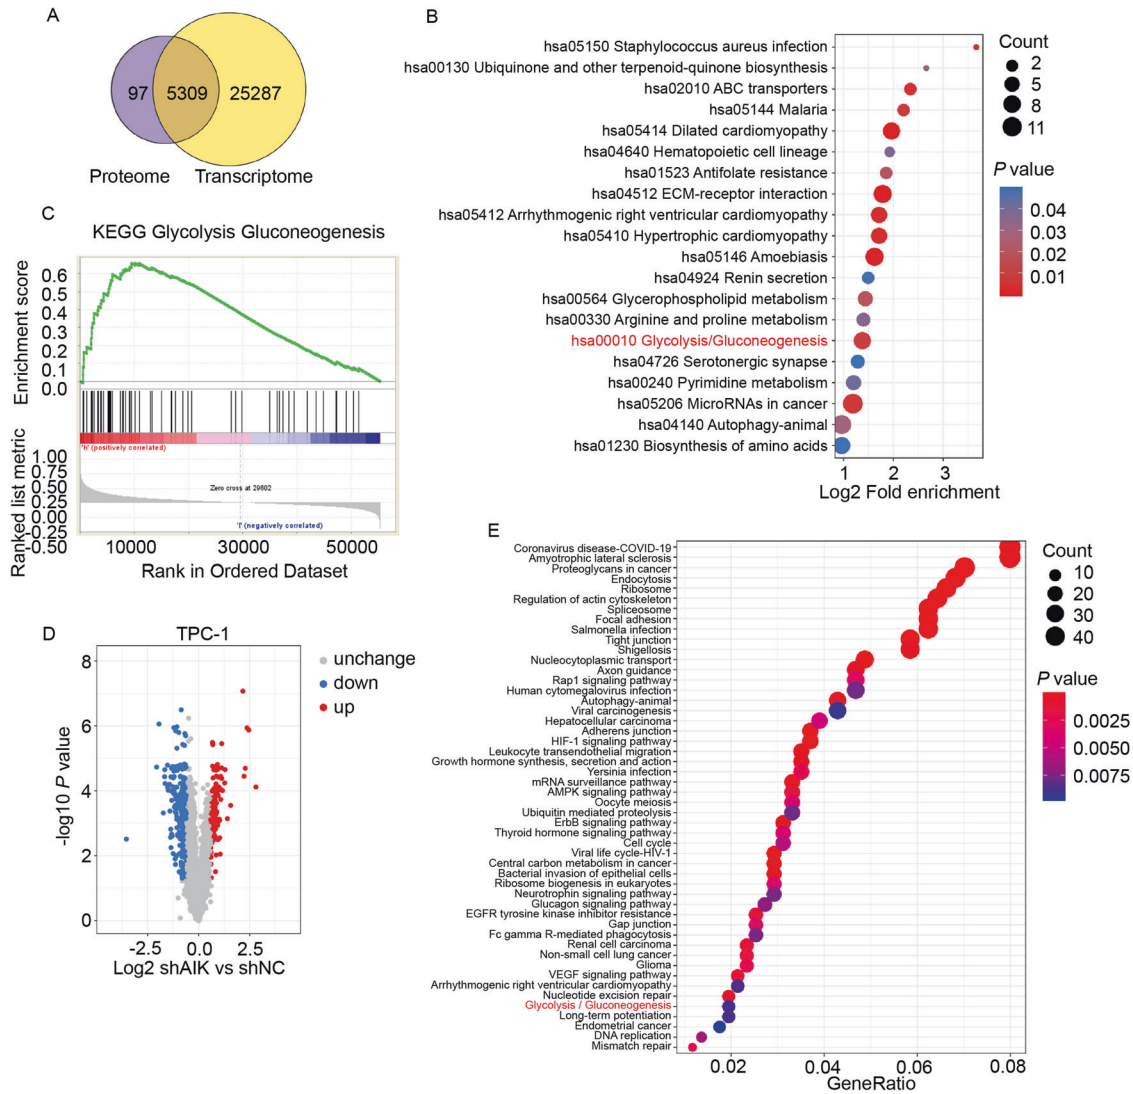 A
97
5309
25287
Proteome
Transcriptome
B
hsa05150 Staphylococcus aureus infection
hsa00130 Ubiquinone and other terpenoid-quinone biosynthesis
hsa02010 ABC transporters
hsa05144 Malaria
hsa05414 Dilated cardiomyopathy
hsa04640 Hematopoietic cell lineage
hsa01523 Antifolate resistance
hsa04512 ECM-receptor interaction
hsa05412 Arrhythmogenic right ventricular cardiomyopathy
hsa05410 Hypertrophic cardiomyopathy
hsa05146 Amoebiasis
hsa04924 Renin secretion
hsa00564 Glycerophospholipid metabolism
hsa00330 Arginine and proline metabolism
hsa00010 Glycolysis/Gluconeogenesis
hsa04726 Serotonergic synapse
hsa00240 Pyrimidine metabolism
hsa05206 MicroRNAs in cancer
hsa04140 Autophagy-animal
hsa01230 Biosynthesis of amino acids
1
2
3
Log2 Fold enrichment
Count
2
5
8
11
P value
0.04
0.03
0.02
0.01
C
KEGG Glycolysis Gluconeogenesis
Enrichment score
0.6
0.5
0.4
0.3
0.2
0.1
0.0
'h' (positively correlated)
Ranked list metric
1.00
0.75
0.50
0.25
0.00
-0.25
-0.50
Zero cross at 29602
'l' (negatively correlated)
10000
30000
50000
Rank in Ordered Dataset
D
TPC-1
-log10 P value
8
6
4
2
0
-2.5
0.0
2.5
Log2 shAIK vs shNC
unchange
down
up
E
Coronavirus disease-COVID-19
Amyotrophic lateral sclerosis
Proteoglycans in cancer
Endocytosis
Ribosome
Regulation of actin cytoskeleton
Spliceosome
Focal adhesion
Salmonella infection
Tight junction
Shigellosis
Nucleocytoplasmic transport
Axon guidance
Rap1 signaling pathway
Human cytomegalovirus infection
Autophagy-animal
Viral carcinogenesis
Hepatocellular carcinoma
Adherens junction
HIF-1 signaling pathway
Leukocyte transendothelial migration
Growth hormone synthesis, secretion and action
Yersinia infection
mRNA surveillance pathway
AMPK signaling pathway
Oocyte meiosis
Ubiquitin mediated proteolysis
ErbB signaling pathway
Thyroid hormone signaling pathway
Cell cycle
Viral life cycle-HIV-1
Central carbon metabolism in cancer
Bacterial invasion of epithelial cells
Ribosome biogenesis in eukaryotes
Neurotrophin signaling pathway
Glucagon signaling pathway
EGFR tyrosine kinase inhibitor resistance
Gap junction
Fc gamma R-mediated phagocytosis
Renal cell carcinoma
Non-small cell lung cancer
Glioma
VEGF signaling pathway
Arrhythmogenic right ventricular cardiomyopathy
Nucleotide excision repair
Glycolysis / Gluconeogenesis
Long-term potentiation
Endometrial cancer
DNA replication
Mismatch repair
0.02
0.04
0.06
0.08
GeneRatio
Count
10
20
30
40
P value
0.0025
0.0050
0.0075